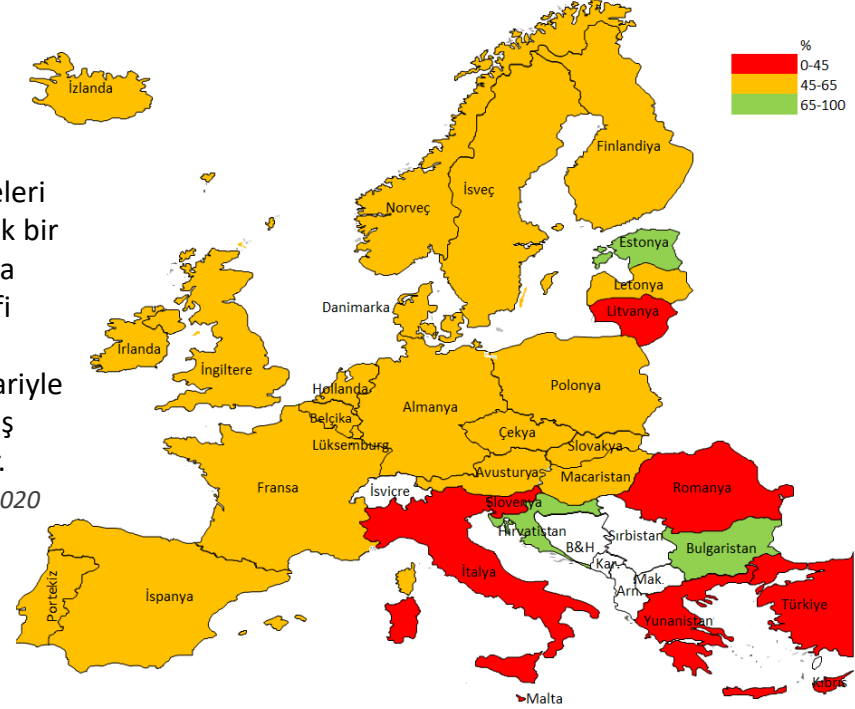 %
0-45
45-65
65-100
İzlanda
Finlandiya
eleri
İsveç
k bir
Norveç
a
Estonya
fi
Letonya
Danimarka
Litvanya
İrlanda
İngiltere
ariyle
Hollanda
Polonya
Almanya
ş
Belçika
Çekya
Lüksemburg
Slovakya
Avusturya
Macaristan
Fransa
İsviçre
Romanya
020
Slovenya
Hırvatistan
Sırbistan
B&H
Bulgaristan
Kar.
İtalya
Mak.
Arn.
Portekiz
İspanya
Türkiye
Yunanistan
Kıbrıs
Malta